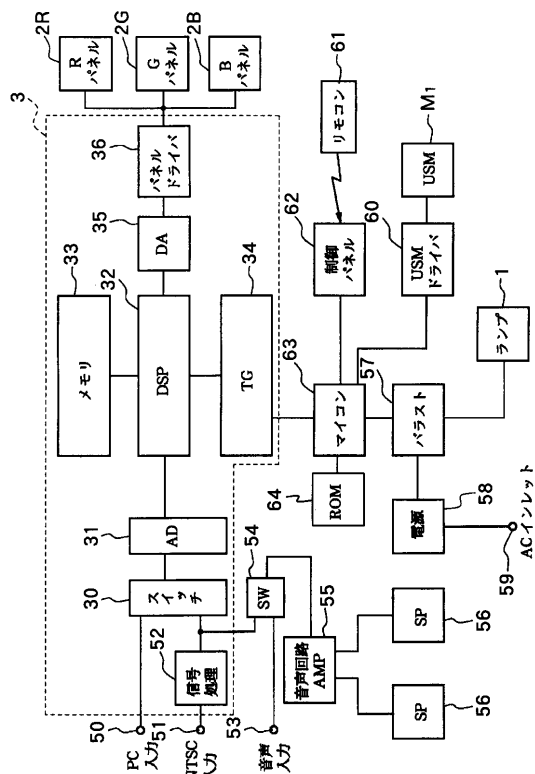 3
2R
R
パネル
2G
G
パネル
2B
B
パネル
33
メモリ
32
DSP
35
DA
36
パネル
ドライバ
34
TG
31
AD
30
スイッチ
52
信号
処理
50
PC
入力
51
NTSC
入力
53
音声
入力
54
SW
55
音声回路
AMP
SP
56
SP
56
61
リモコン
62
制御
パネル
63
マイコン
64
ROM
60
USM
ドライバ
M1
USM
57
バラスト
1
ランプ
58
電源
59
ACインレット